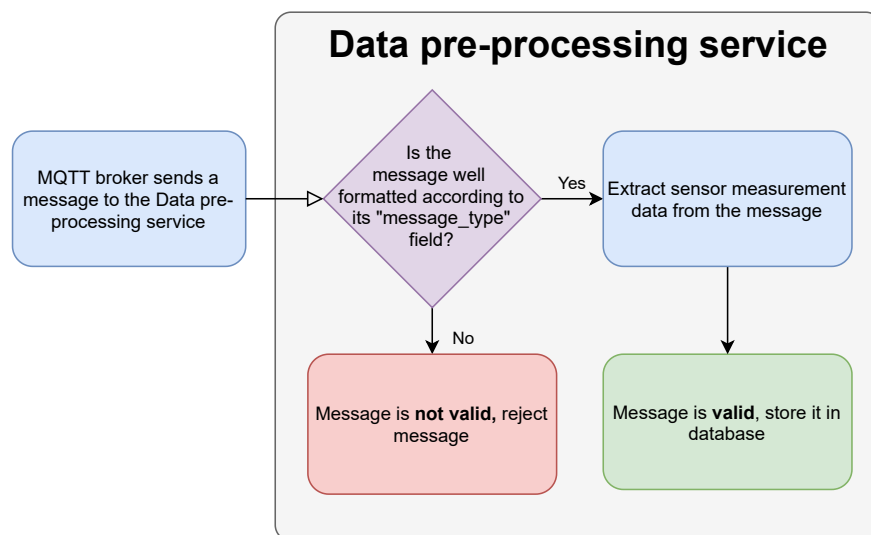 Data pre-processing service
MQTT broker sends a
message to the Data pre-
processing service
Is the
message well
formatted according to
its "message_type"
field?
Yes
Extract sensor measurement
data from the message
No
Message is not valid, reject
message
Message is valid, store it in
database